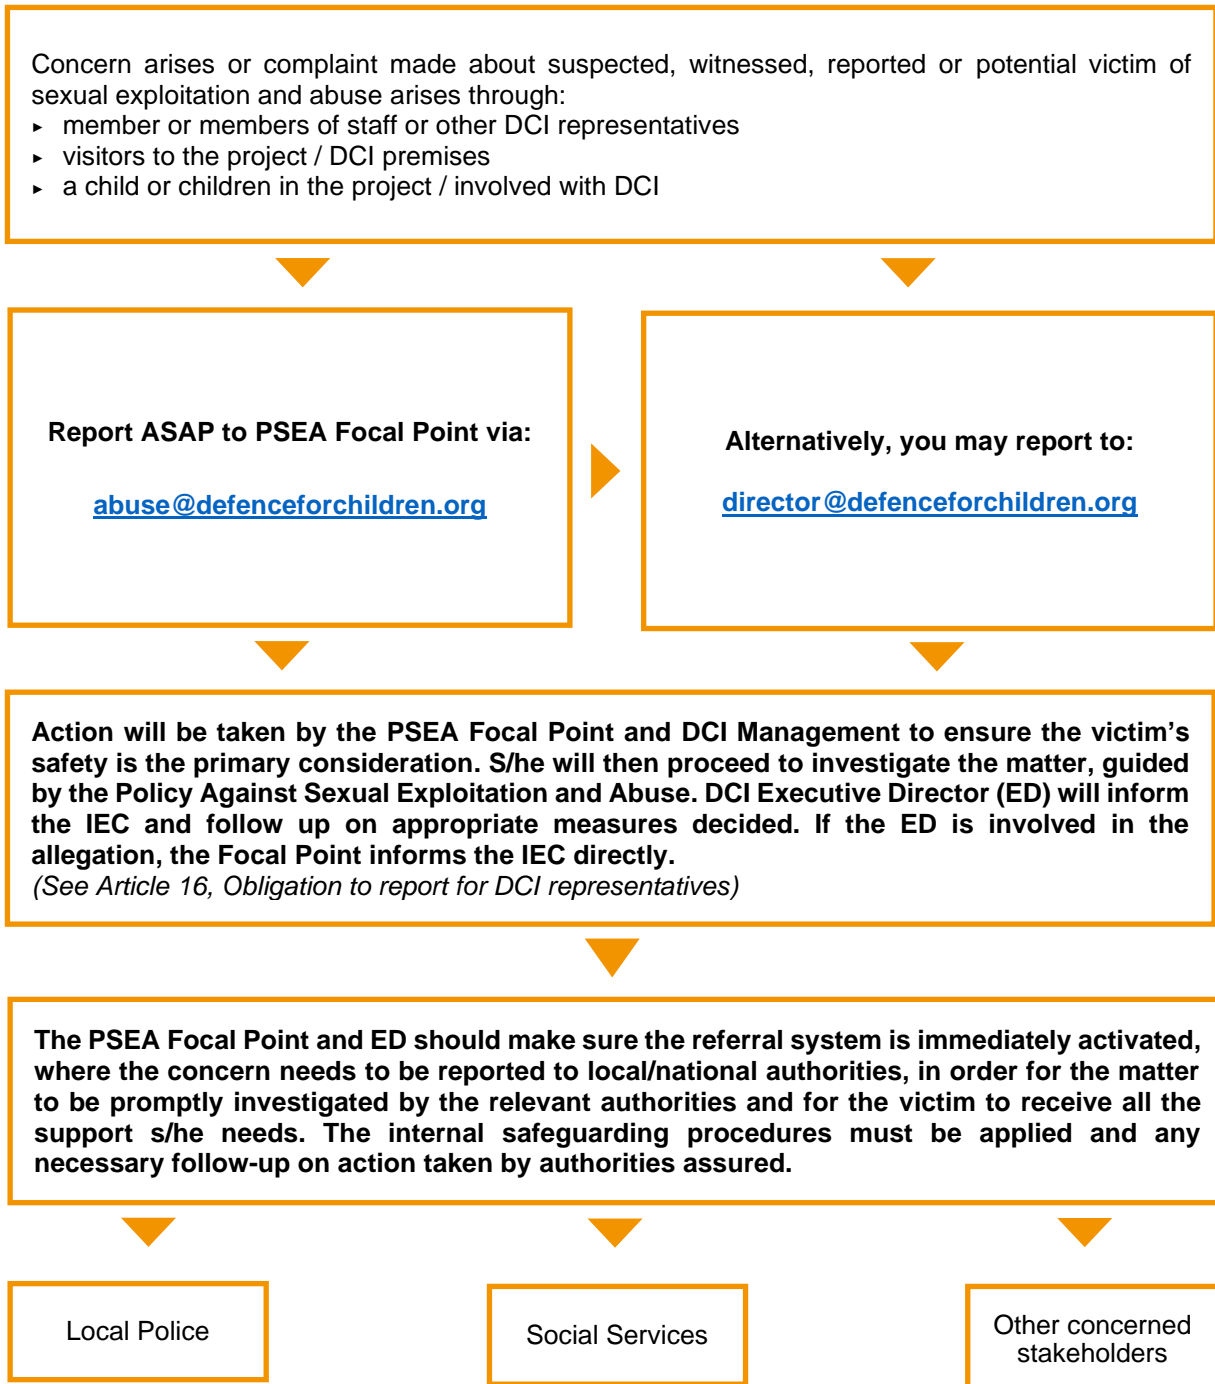 Concern arises or complaint made about suspected, witnessed, reported or potential victim of
sexual exploitation and abuse arises through:
► member or members of staff or other DCI representatives
► visitors to the project / DCI premises
► a child or children in the project / involved with DCI
Report ASAP to PSEA Focal Point via:
abuse@defenceforchildren.org
Alternatively, you may report to:
director@defenceforchildren.org
Action will be taken by the PSEA Focal Point and DCI Management to ensure the victim's
safety is the primary consideration. S/he will then proceed to investigate the matter, guided
by the Policy Against Sexual Exploitation and Abuse. DCI Executive Director (ED) will inform
the IEC and follow up on appropriate measures decided. If the ED is involved in the
allegation, the Focal Point informs the IEC directly.
(See Article 16, Obligation to report for DCI representatives)
The PSEA Focal Point and ED should make sure the referral system is immediately activated,
where the concern needs to be reported to local/national authorities, in order for the matter
to be promptly investigated by the relevant authorities and for the victim to receive all the
support s/he needs. The internal safeguarding procedures must be applied and any
necessary follow-up on action taken by authorities assured.
Local Police
Social Services
Other concerned
stakeholders